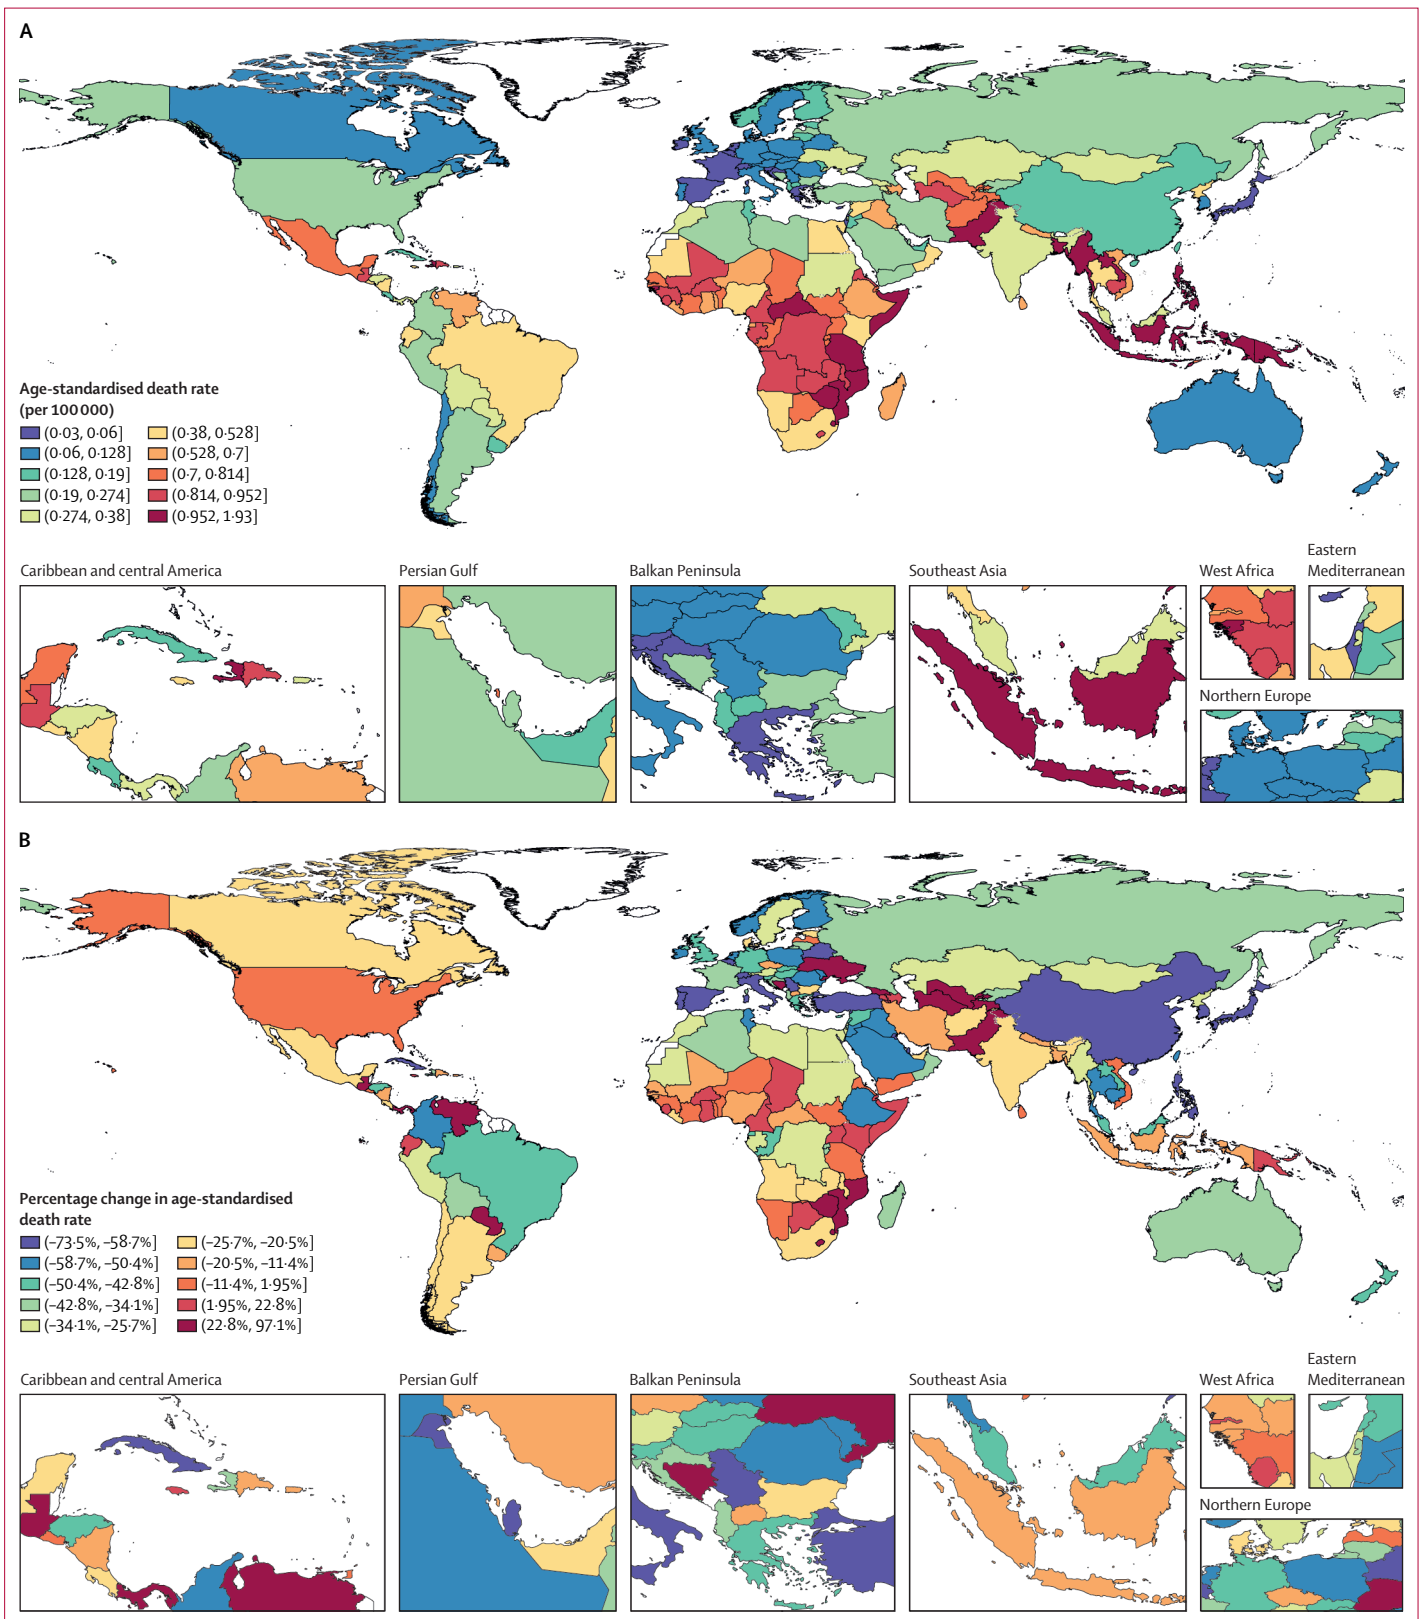 A
Age-standardised death rate
(per 100 000)
(0·03, 0·06]
(0·06, 0·128]
(0·128, 0·19]
(0·19, 0·274]
(0·274, 0·38]
(0·38, 0·528]
(0·528, 0·7]
(0·7, 0·814]
(0·814, 0·952]
(0·952, 1·93]
Caribbean and central America
Persian Gulf
Balkan Peninsula
Southeast Asia
West Africa
Eastern
Mediterranean
Northern Europe
B
Percentage change in age-standardised
death rate
(–73·5%, –58·7%]
(–58·7%, –50·4%]
(–50·4%, –42·8%]
(–42·8%, –34·1%]
(–34·1%, –25·7%]
(–25·7%, –20·5%]
(–20·5%, –11·4%]
(–11·4%, 1·95%]
(1·95%, 22·8%]
(22·8%, 97·1%]
Caribbean and central America
Persian Gulf
Balkan Peninsula
Southeast Asia
West Africa
Eastern
Mediterranean
Northern Europe